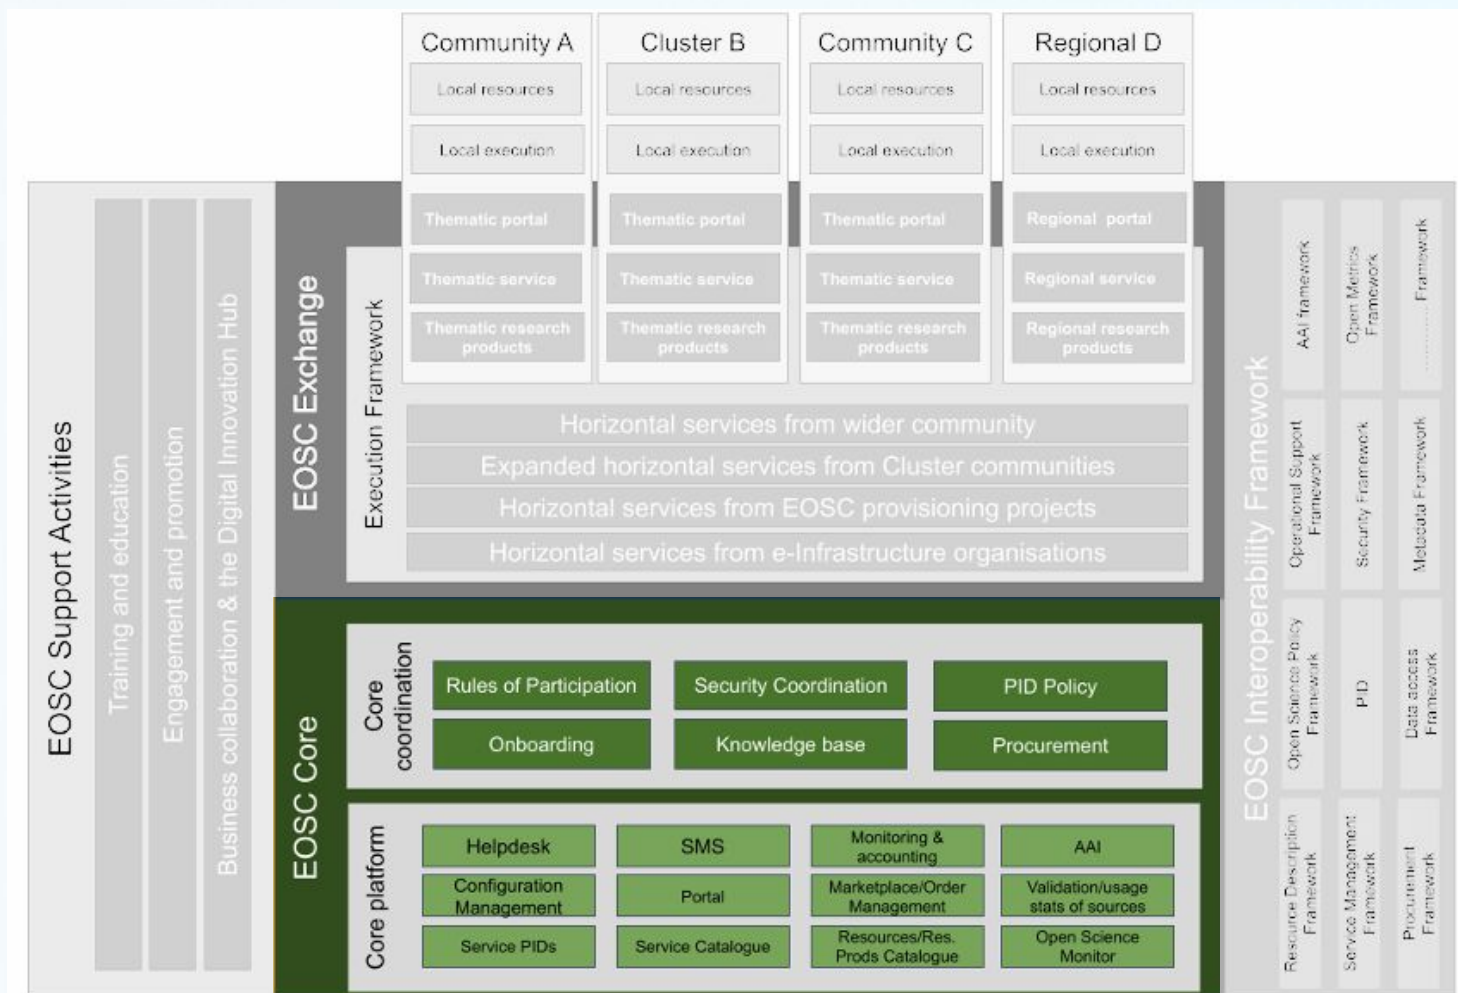 Community A
Cluster B
Community C
Regional D
Local resources
Local resources
Local resources
Local resources
Local execution
Local execution
Local execution
Local execution
Thematic portal
Thematic portal
Thematic portal
Regional portal
Thematic service
Thematic service
Thematic service
Regional service
Thematic research
products
Thematic research
products
Thematic research
products
Regional research
products
EOSC Support Activities
Training and education
Engagement and promotion
Business collaboration & the Digital Innovation Hub
EOSC Exchange
Execution Framework
Horizontal services from wider community
Expanded horizontal services from Cluster communities
Horizontal services from EOSC provisioning projects
Horizontal services from e-Infrastructure organisations
EOSC Core
Core
coordination
Rules of Participation
Security Coordination
PID Policy
Onboarding
Knowledge base
Procurement
Core platform
Helpdesk
SMS
Monitoring &
accounting
AAI
Configuration
Management
Portal
Marketplace/Order
Management
Validation/usage
stats of sources
Service PIDs
Service Catalogue
Resources/Res.
Prods Catalogue
Open Science
Monitor
EOSC Interoperability Framework
AAI framework
Open Metrics
Framework
............ Framework
Operational Support
Framework
Security Framework
Metadata Framework
Open Science Policy
Framework
PID
Data access
Framework
Resource Description
Framework
Service Management
Framework
Procurement
Framework